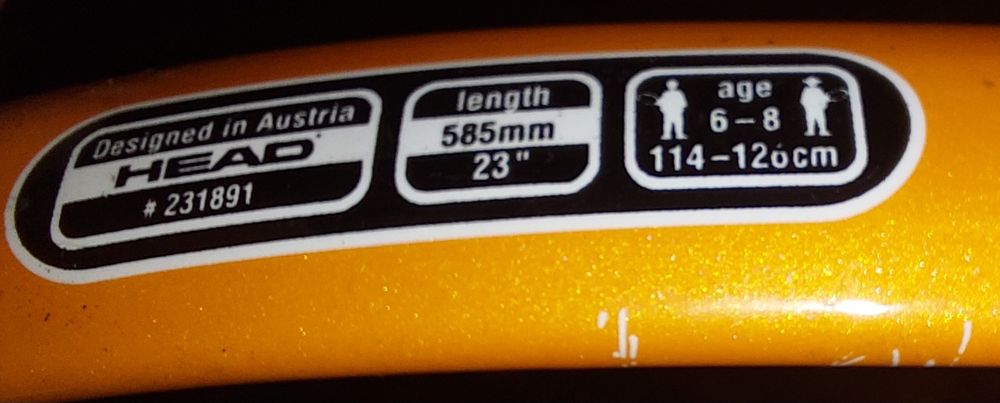 Designed in Austria
HEAD
# 231891
length
585mm
23"
age
6-8
114-126cm